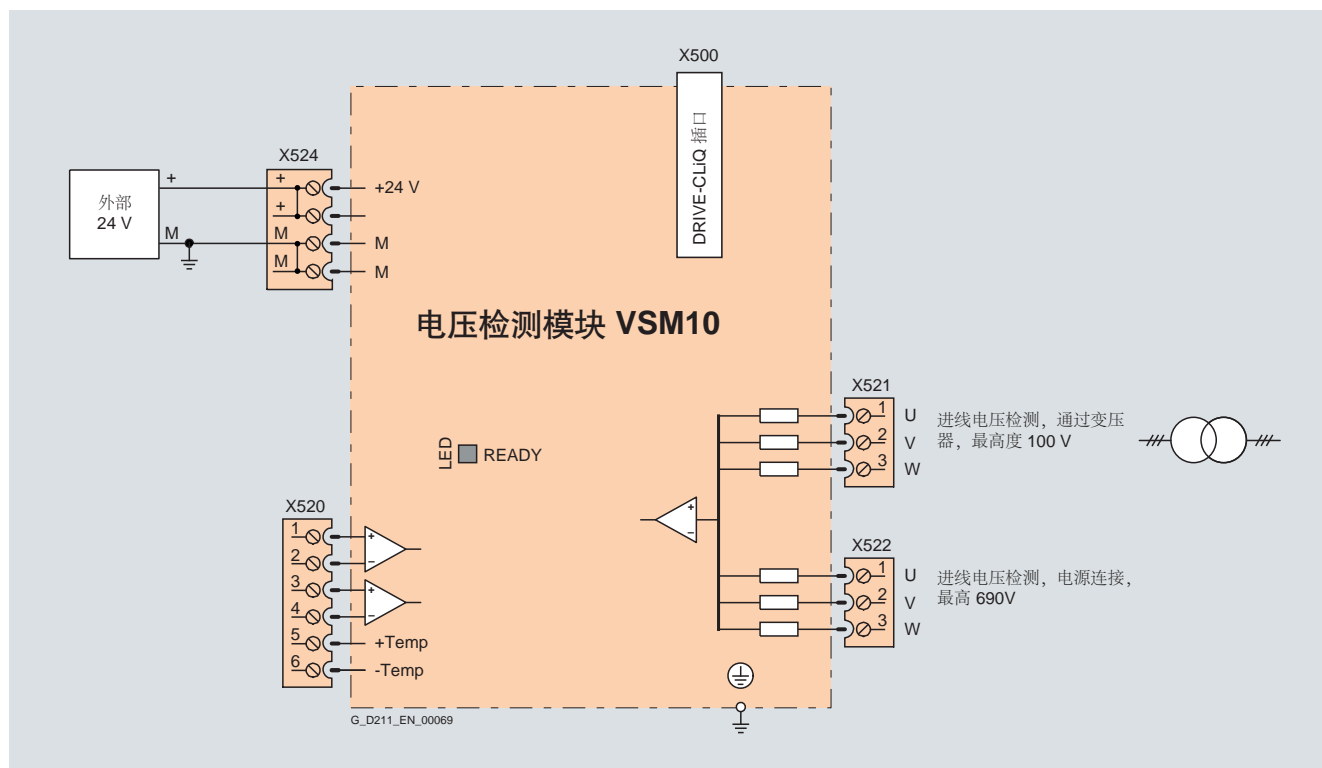 X500
DRIVE-CLiQ 插口
X524
外部
24 V
+
M
+
+
M
M
+24 V
M
M
电压检测模块 VSM10
LED
READY
X521
1
2
3
U
V
W
进线电压检测，通过变压
器，最高度 100 V
X520
1
2
3
4
5
6
+
–
+
–
+Temp
-Temp
+
–
X522
1
2
3
U
V
W
进线电压检测，电源连接，
最高 690V
G_D211_EN_00069